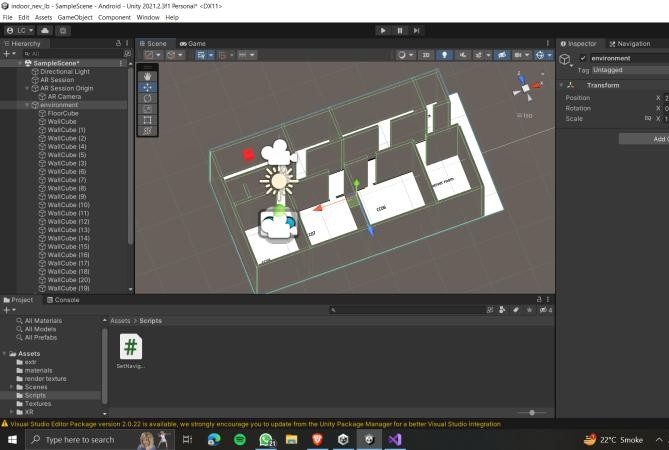 indoor_nev_lb - SampleScene - Android - Unity 2021.2.3f1 Personal* <DX11>
File Edit Assets GameObject Component Window Help
LC
Hierarchy
Scene
Game
Inspector
Navigation
All
2D
SampleScene*
Directional Light
AR Session
AR Session Origin
AR Camera
environment
FloorCube
WallCube
WallCube (1)
WallCube (2)
WallCube (4)
WallCube (5)
WallCube (3)
WallCube (6)
WallCube (7)
WallCube (8)
WallCube (9)
WallCube (10)
WallCube (11)
WallCube (12)
WallCube (13)
WallCube (14)
WallCube (15)
WallCube (16)
WallCube (17)
WallCube (18)
WallCube (20)
WallCube (19)
Iso
room
environment
Tag Untagged
Transform
Position X 2
Rotation X 0
Scale X 1
Add
Project
Console
4
All Materials
All Models
All Prefabs
Assets
extr
materials
render texture
Scenes
Scripts
Textures
XR
Assets > Scripts
#
SetNavig...
Visual Studio Editor Package version 2.0.22 is available, we strongly encourage you to update from the Unity Package Manager for a better Visual Studio integration
Type here to search
21
22°C Smoke